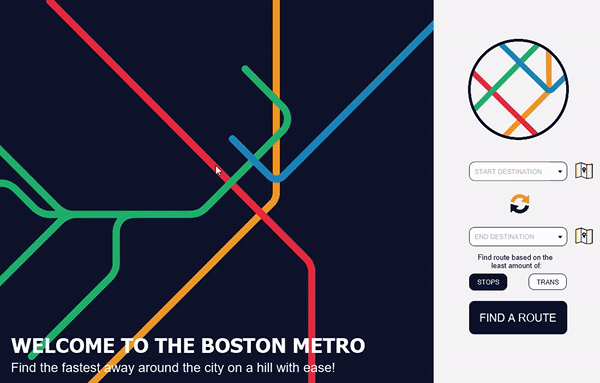 START DESTINATION
END DESTINATION
Find route based on the
least amount of:
STOPS TRANS
FIND A ROUTE
WELCOME TO THE BOSTON METRO
Find the fastest away around the city on a hill with ease!